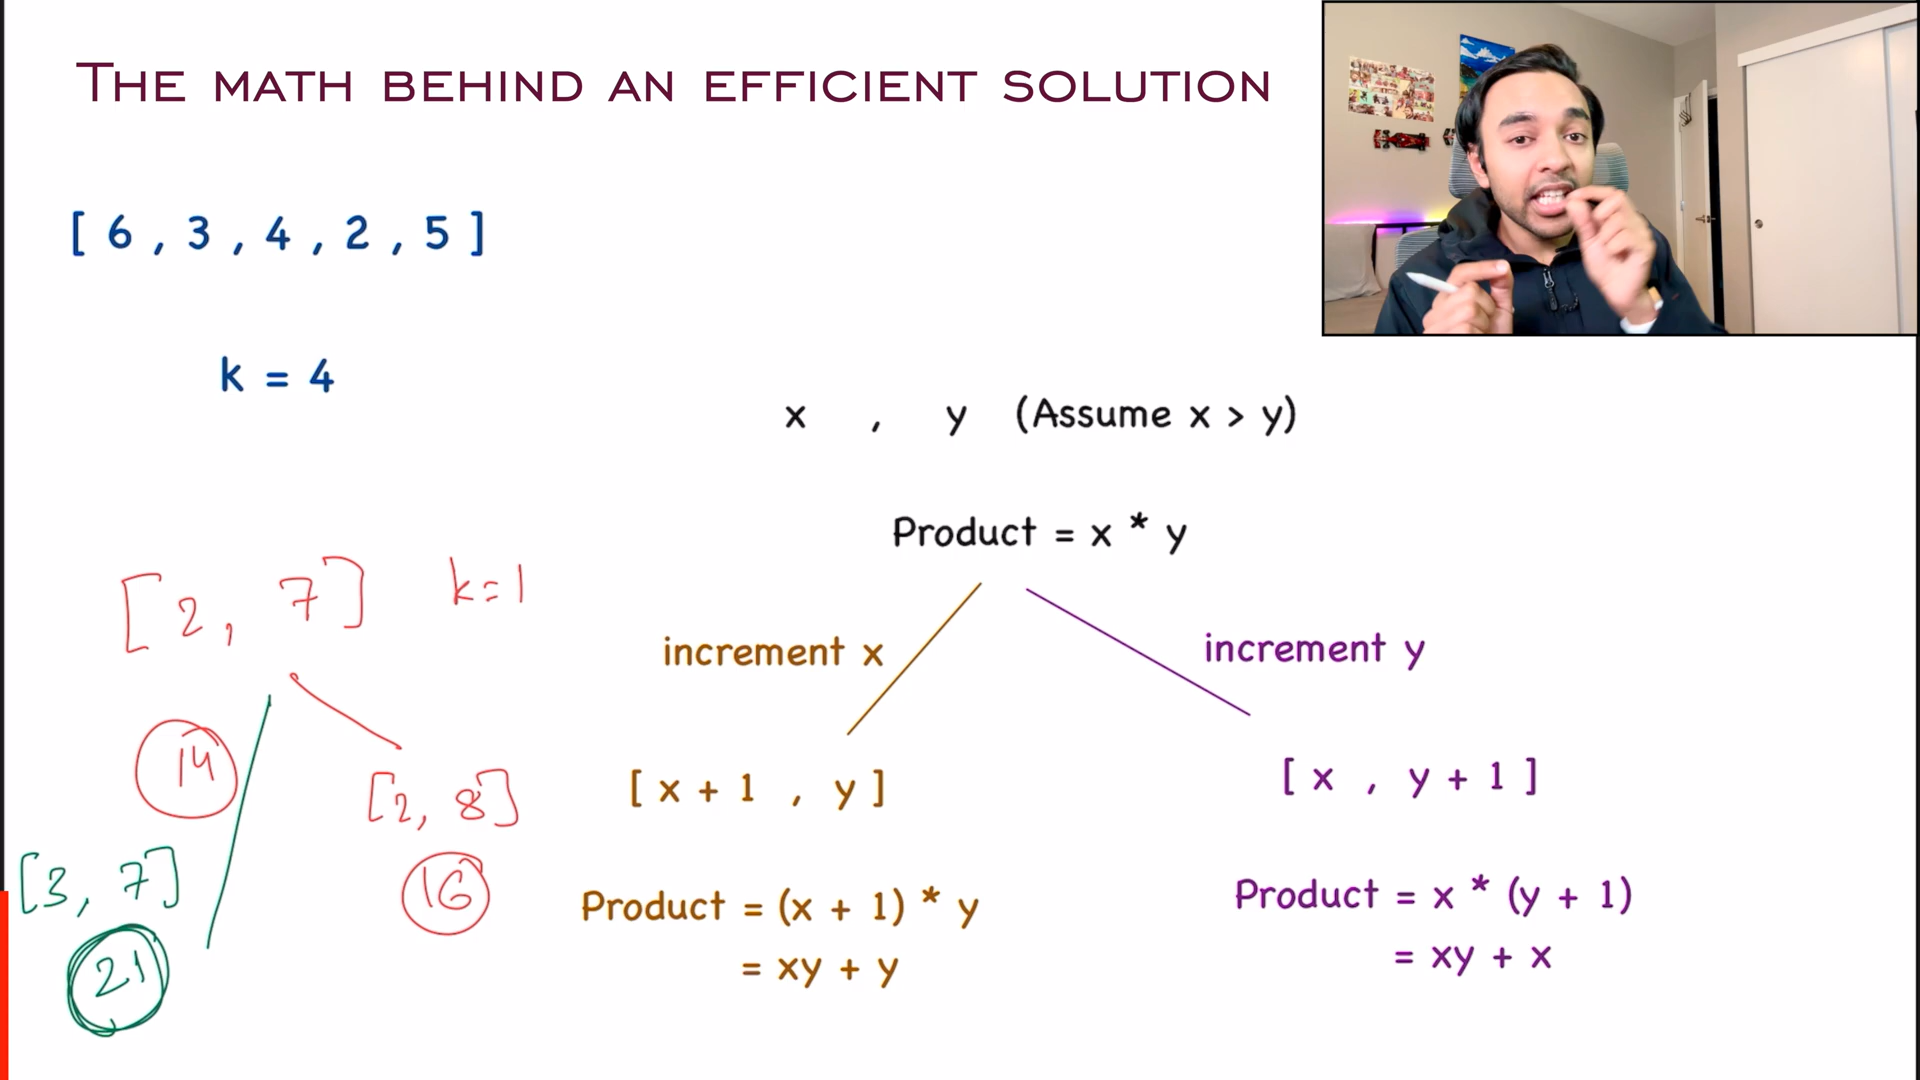 THE MATH BEHIND AN EFFICIENT SOLUTION
[ 6 , 3 , 4 , 2 , 5 ]
k = 4
x , y (Assume x > y)
Product = x * y
increment x
increment y
[ x + 1 , y ]
[ x , y + 1 ]
Product = (x + 1) * y
= xy + y
Product = x * (y + 1)
= xy + x
[2, 7] k=1
14
[2, 8]
16
[3, 7]
21